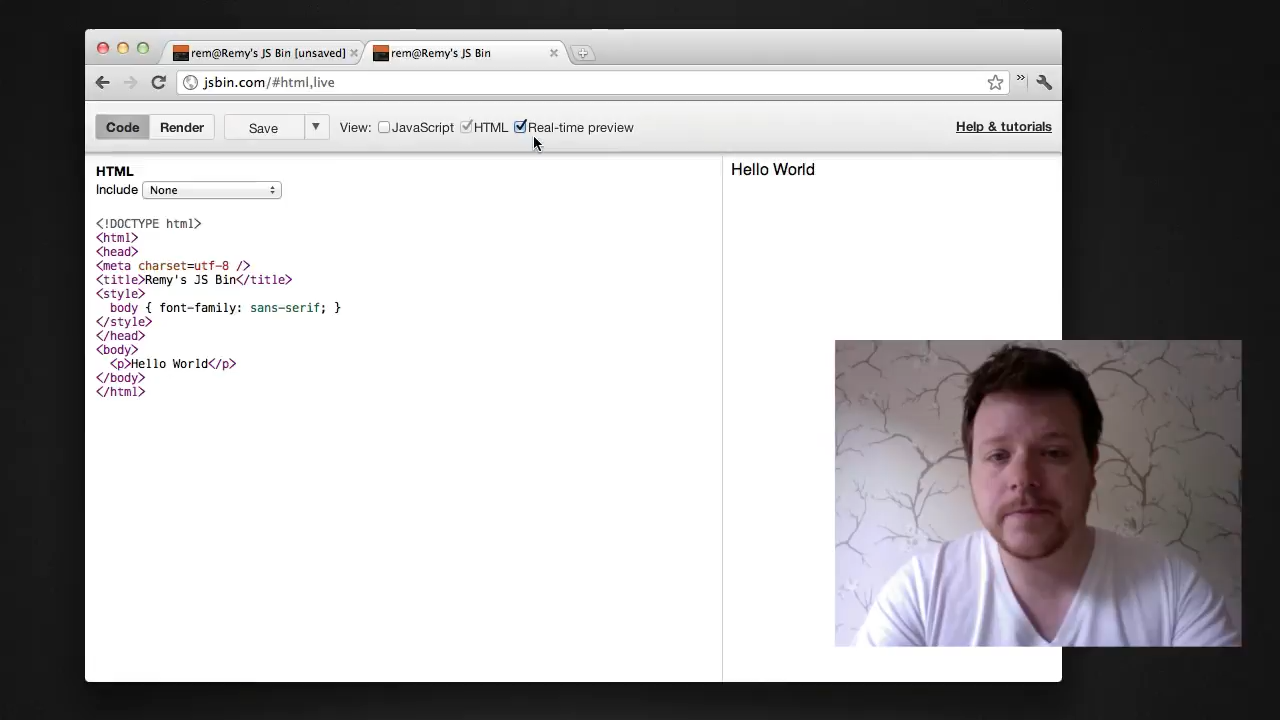 rem@Remy's JS Bin [unsaved]
rem@Remy's JS Bin
jsbin.com/#html,live
Code Render Save View: JavaScript HTML Real-time preview Help & tutorials
HTML
Include None
<!DOCTYPE html>
<html>
<head>
<meta charset=utf-8 />
<title>Remy's JS Bin</title>
<style>
  body { font-family: sans-serif; }
</style>
</head>
<body>
  <p>Hello World</p>
</body>
</html>
Hello World